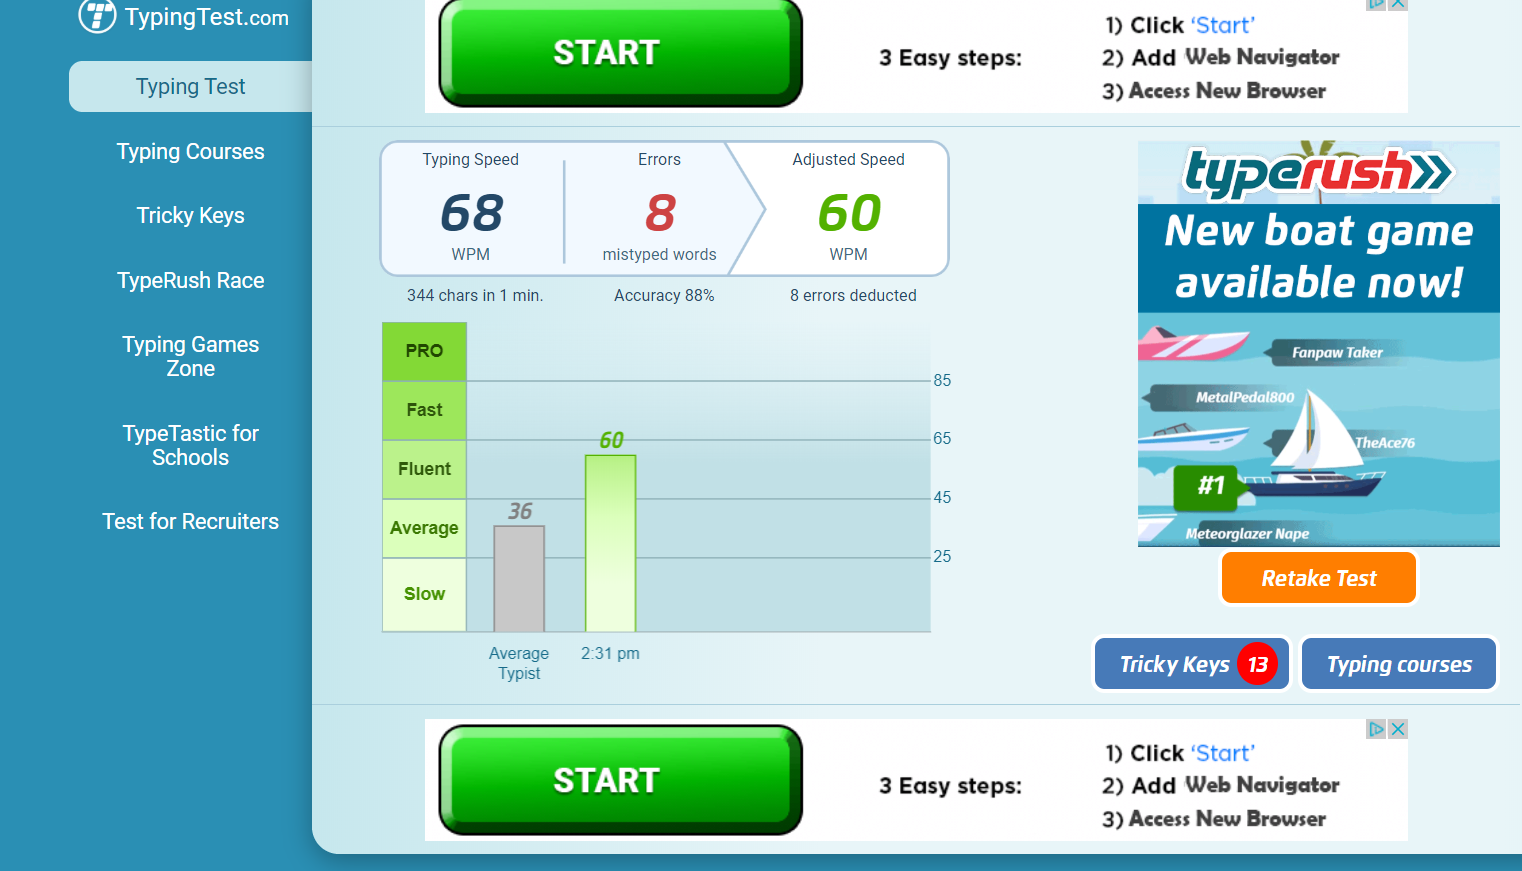 TypingTest.com
Typing Test
Typing Courses
Tricky Keys
TypeRush Race
Typing Games
Zone
TypeTastic for
Schools
Test for Recruiters
START
3 Easy steps:
1) Click ‘Start’
2) Add Web Navigator
3) Access New Browser
Typing Speed
68
WPM
344 chars in 1 min.
Errors
8
mistyped words
Accuracy 88%
Adjusted Speed
60
WPM
8 errors deducted
PRO
Fast
Fluent
Average
Slow
85
65
45
25
36
60
Average
Typist
2:31 pm
typerush
New boat game
available now!
Fanpaw Taker
MetalPedal800
TheAce76
#1
Meteorglazer Nape
Retake Test
Tricky Keys 13
Typing courses
START
3 Easy steps:
1) Click ‘Start’
2) Add Web Navigator
3) Access New Browser